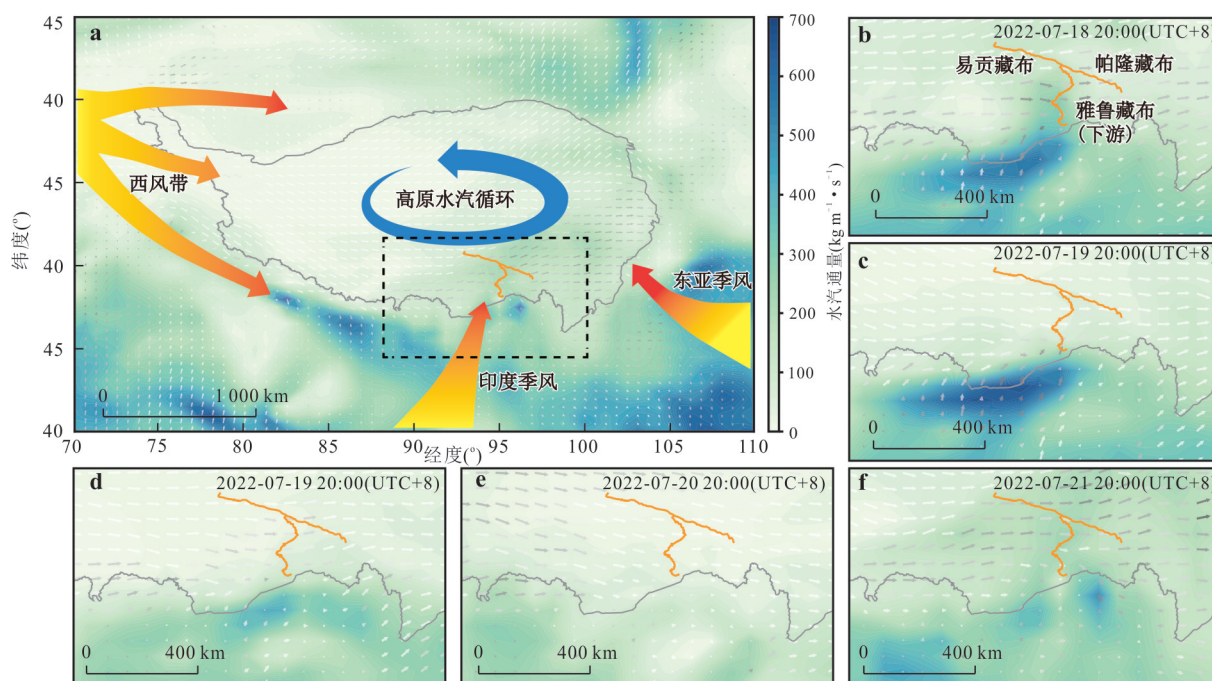 a
45
40
45
40
45
40
纬度(°)
70
75
80
85
90
95
100
105
110
经度(°)
西风带
高原水汽循环
东亚季风
印度季风
0
1 000 km
700
600
500
400
300
200
100
0
水汽通量(kg m⁻¹·s⁻¹)
b
2022-07-18 20:00(UTC+8)
易贡藏布
帕隆藏布
雅鲁藏布
(下游)
0
400 km
c
2022-07-19 20:00(UTC+8)
0
400 km
d
2022-07-19 20:00(UTC+8)
0
400 km
e
2022-07-20 20:00(UTC+8)
0
400 km
f
2022-07-21 20:00(UTC+8)
0
400 km